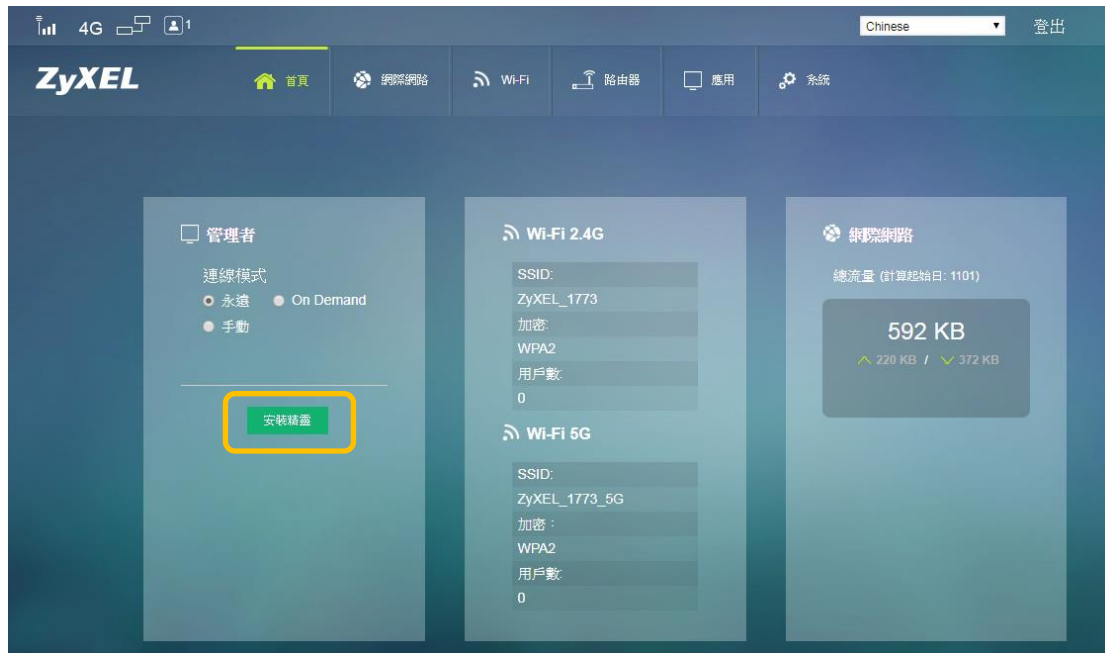 4G 1 Chinese 登出
ZyXEL 首頁 網際網路 Wi-Fi 路由器 應用 系統
管理者
連線模式
永遠 On Demand
手動
安裝精靈
Wi-Fi 2.4G
SSID:
ZyXEL_1773
加密:
WPA2
用戶數:
0
Wi-Fi 5G
SSID:
ZyXEL_1773_5G
加密：
WPA2
用戶數:
0
網際網路
總流量 (計算起始日: 1101)
592 KB
220 KB / 372 KB